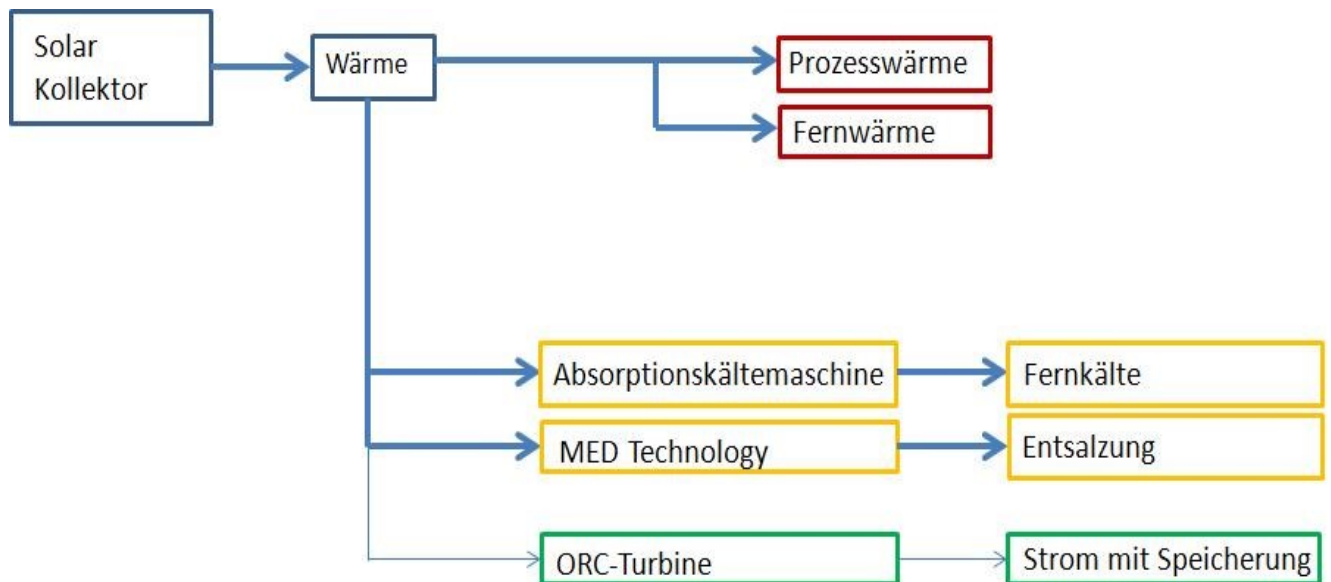 Solar
Kollektor
Wärme
Prozesswärme
Fernwärme
Absorptionskältemaschine
Fernkälte
MED Technology
Entsalzung
ORC-Turbine
Strom mit Speicherung